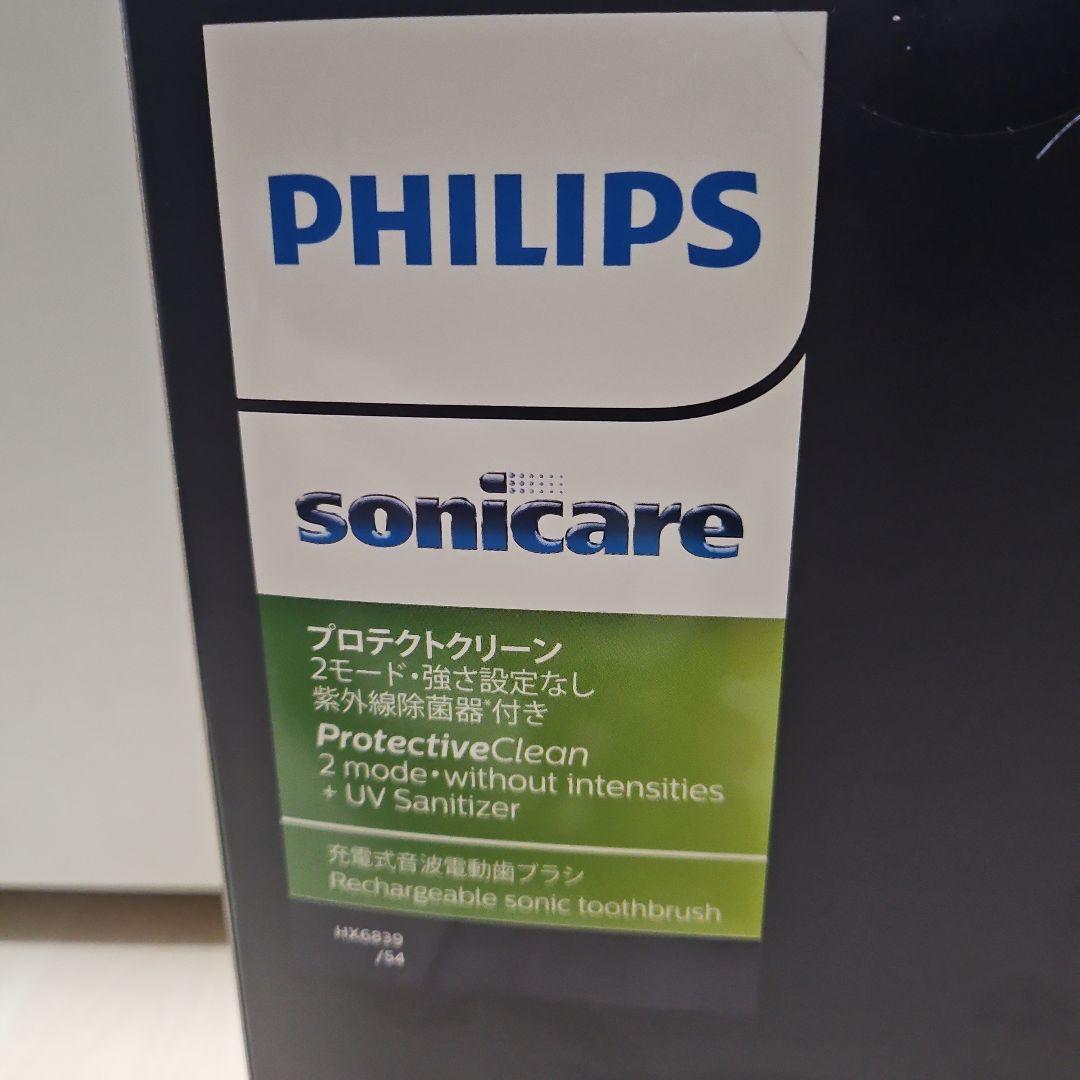 PHILIPS
sonicare
プロテクトクリーン
2モード・強さ設定なし
紫外線除菌器*付き
ProtectiveClean
2 mode・without intensities
+ UV Sanitizer
充電式音波電動歯ブラシ
Rechargeable sonic toothbrush
HX6839
/54